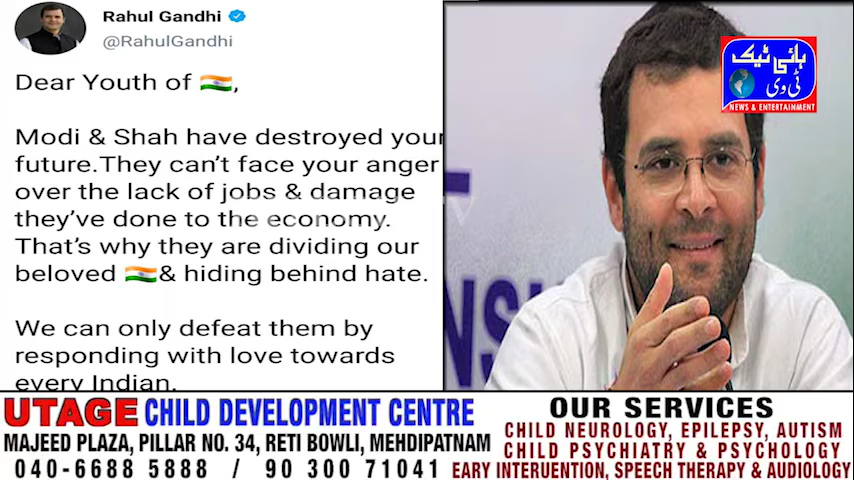 Rahul Gandhi
@RahulGandhi
Dear Youth of 🇮🇳,
Modi & Shah have destroyed your
future.They can't face your anger
over the lack of jobs & damage
they've done to the economy.
That's why they are dividing our
beloved 🇮🇳& hiding behind hate.
We can only defeat them by
responding with love towards
every Indian.
ہائی ٹیک
ٹی وی
NEWS & ENTERTAINMENT
NS
UTAGE CHILD DEVELOPMENT CENTRE
MAJEED PLAZA, PILLAR NO. 34, RETI BOWLI, MEHDIPATNAM
040-6688 5888 / 90 300 71041
OUR SERVICES
CHILD NEUROLOGY, EPILEPSY, AUTISM
CHILD PSYCHIATRY & PSYCHOLOGY
EARY INTERUENTION, SPEECH THERAPY & AUDIOLOGY